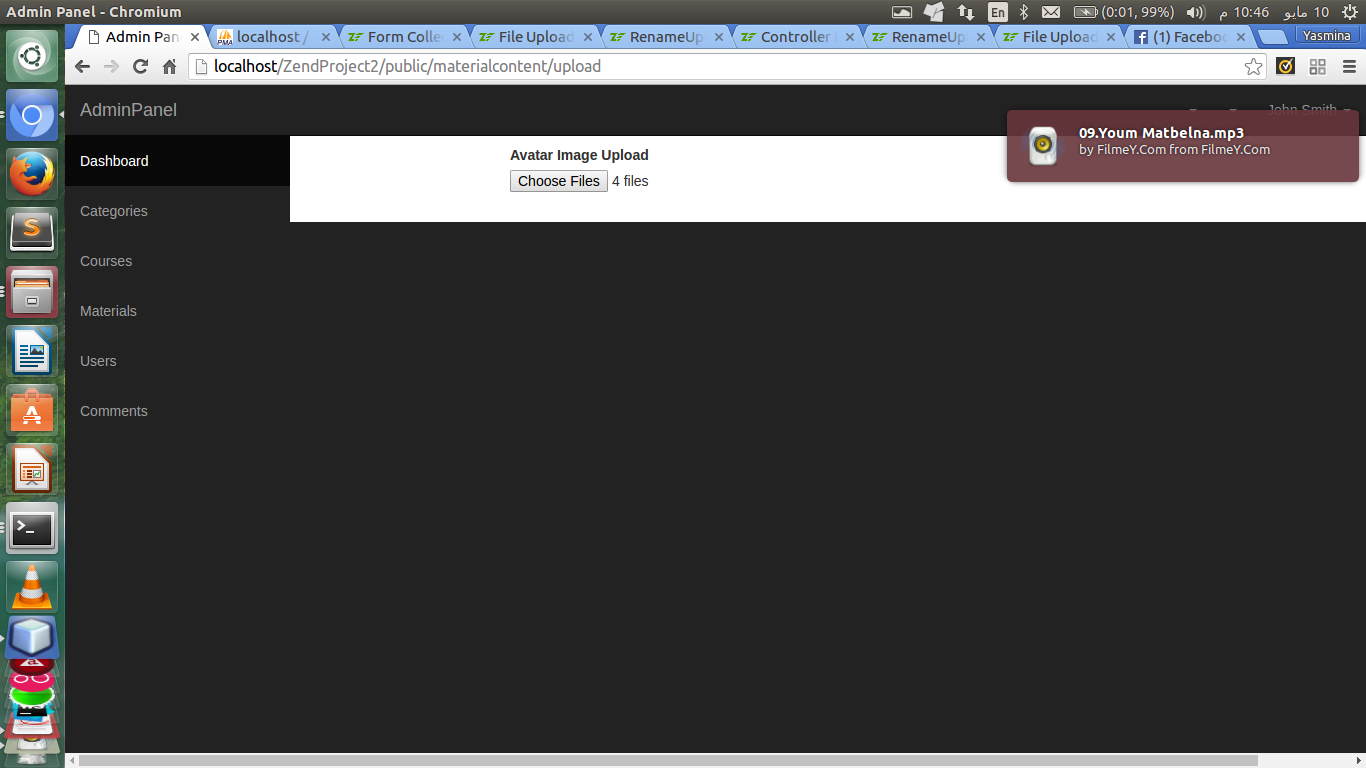 Admin Panel - Chromium
En
(0:01, 99%)
10:46 م
10 مايو
Admin Pan
localhost /
Form Colle
File Upload
RenameUp
Controller
RenameUp
File Upload
(1) Facebo
Yasmina
localhost/ZendProject2/public/materialcontent/upload
AdminPanel
John Smith
09.Youm Matbelna.mp3
by FilmeY.Com from FilmeY.Com
Dashboard
Avatar Image Upload
Choose Files 4 files
Categories
Courses
Materials
Users
Comments